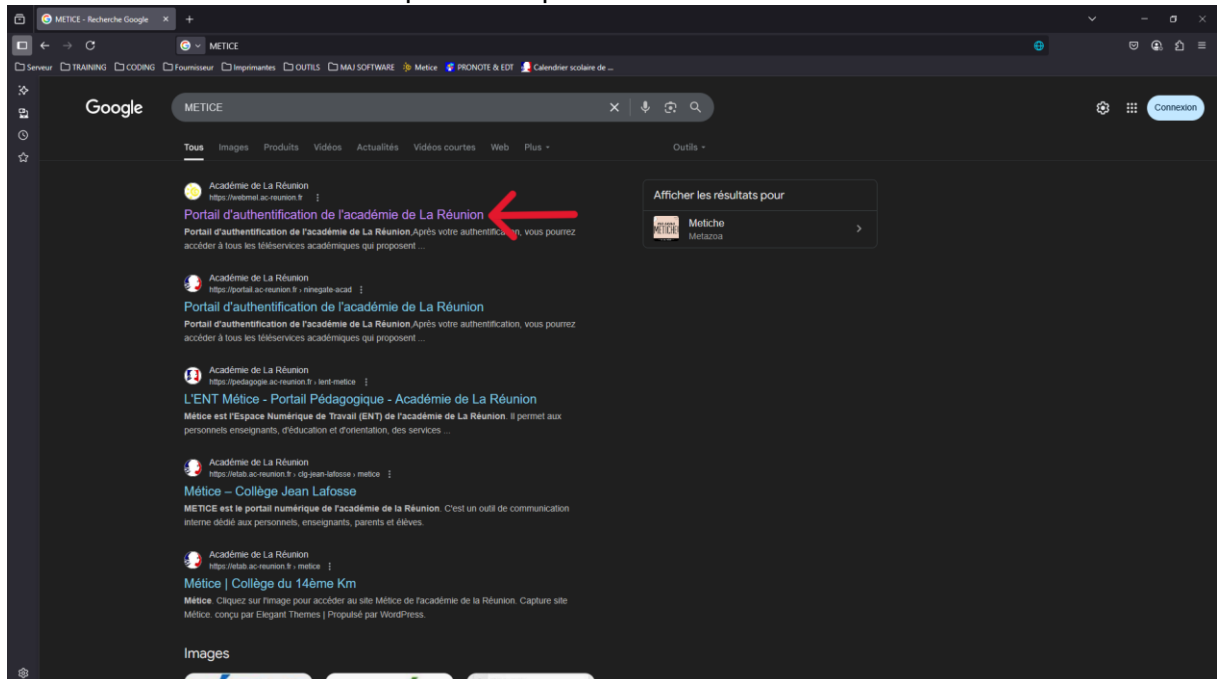 METICE - Recherche Google
METICE
Serveur TRAINING CODING Fournisseur Imprimantes OUTILS MAJ SOFTWARE Metice PRONOTE & EDT Calendrier scolaire de ...
Google
METICE
Connexion
Tous Images Produits Vidéos Actualités Vidéos courtes Web Plus Outils
Académie de La Réunion
https://webmel.ac-reunion.fr
Portail d'authentification de l'académie de La Réunion
Portail d'authentification de l'académie de La Réunion,Après votre authentification, vous pourrez
accéder à tous les téléservices académiques qui proposent ...
Afficher les résultats pour
Metiche
Metazoa
Académie de La Réunion
https://portail.ac-reunion.fr › ninegate-acad
Portail d'authentification de l'académie de La Réunion
Portail d'authentification de l'académie de La Réunion,Après votre authentification, vous pourrez
accéder à tous les téléservices académiques qui proposent ...
Académie de La Réunion
https://pedagogie.ac-reunion.fr › lent-metice
L'ENT Métice - Portail Pédagogique - Académie de La Réunion
Métice est l'Espace Numérique de Travail (ENT) de l'académie de La Réunion. Il permet aux
personnels enseignants, d'éducation et d'orientation, des services ...
Académie de La Réunion
https://etab.ac-reunion.fr › clg-jean-lafosse › metice
Métice – Collège Jean Lafosse
METICE est le portail numérique de l'académie de la Réunion. C'est un outil de communication
interne dédié aux personnels, enseignants, parents et élèves.
Académie de La Réunion
https://etab.ac-reunion.fr › metice
Métice | Collège du 14ème Km
Métice. Cliquez sur l'image pour accéder au site Métice de l'académie de la Réunion. Capture site
Métice. conçu par Elegant Themes | Propulsé par WordPress.
Images